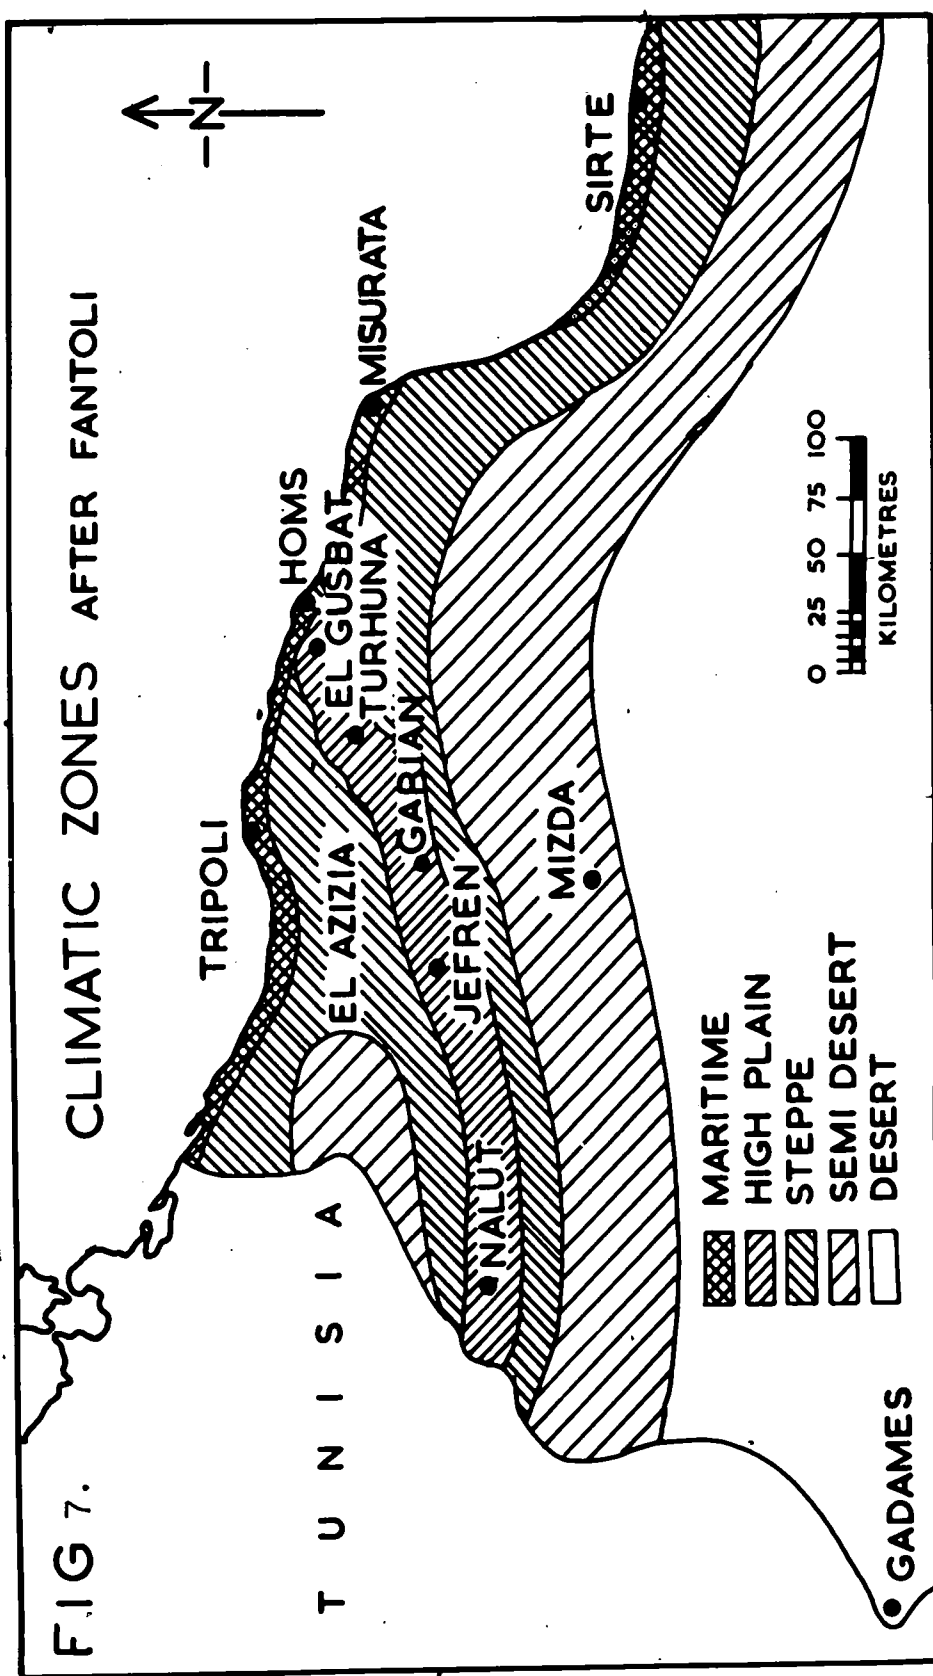 FIG 7.
CLIMATIC ZONES AFTER FANTOLI
N
TRIPOLI
HOMS
EL GUSBAT
TURHUNA
MISURATA
SIRTE
EL AZIZIA
GARIAN
JEFREN
NALUT
MIZDA
TUNISIA
GADAMES
MARITIME
HIGH PLAIN
STEPPE
SEMI DESERT
DESERT
0 25 50 75 100
KILOMETRES